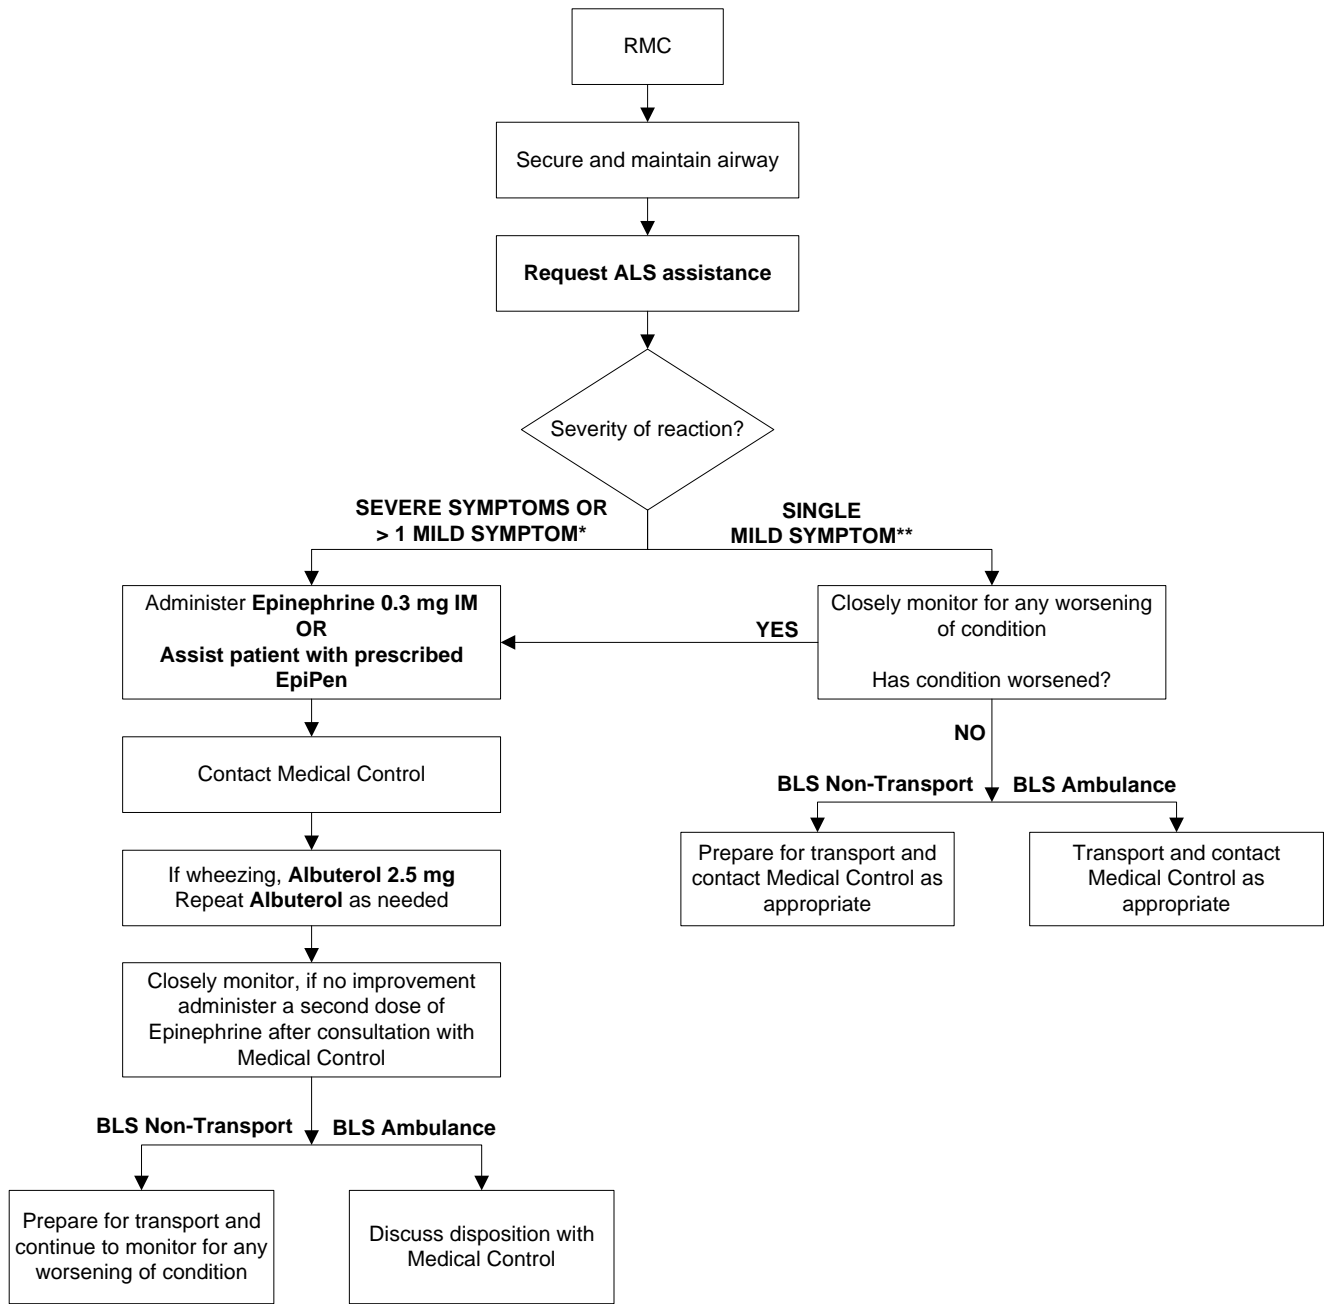 RMC
Secure and maintain airway
Request ALS assistance
Severity of reaction?
SEVERE SYMPTOMS OR
> 1 MILD SYMPTOM*
SINGLE
MILD SYMPTOM**
Administer Epinephrine 0.3 mg IM
OR
Assist patient with prescribed
EpiPen
YES
Closely monitor for any worsening
of condition
Has condition worsened?
NO
Contact Medical Control
BLS Non-Transport
BLS Ambulance
If wheezing, Albuterol 2.5 mg
Repeat Albuterol as needed
Prepare for transport and
contact Medical Control as
appropriate
Transport and contact
Medical Control as
appropriate
Closely monitor, if no improvement
administer a second dose of
Epinephrine after consultation with
Medical Control
BLS Non-Transport
BLS Ambulance
Prepare for transport and
continue to monitor for any
worsening of condition
Discuss disposition with
Medical Control